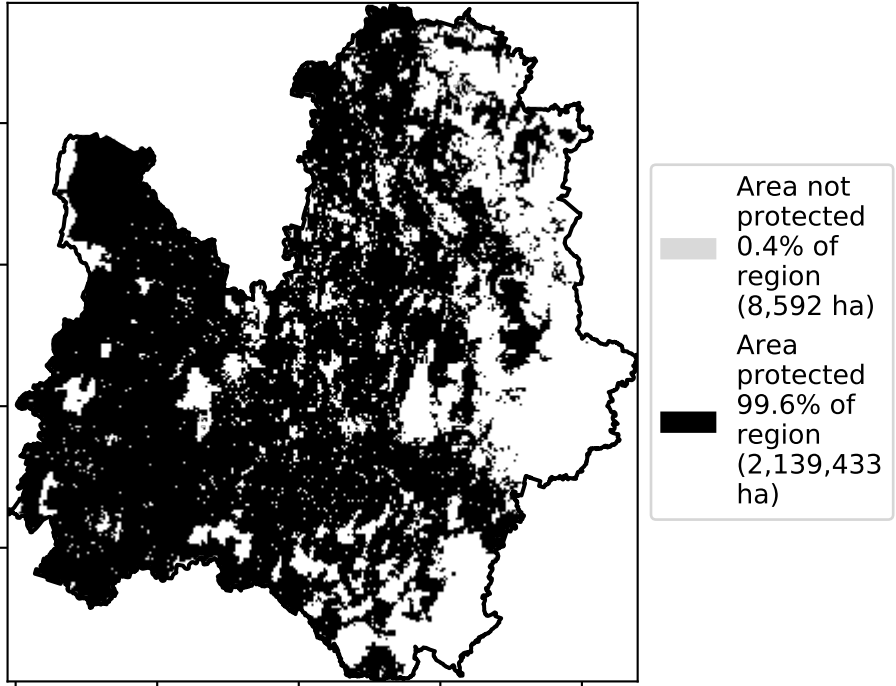 Area not
protected
0.4% of
region
(8,592 ha)
Area
protected
99.6% of
region
(2,139,433
ha)